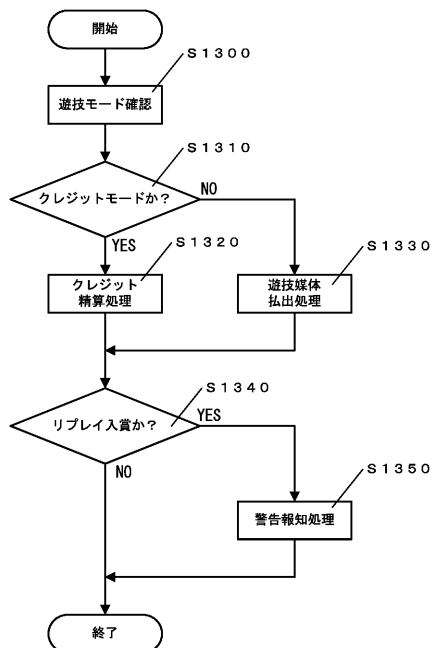 開始
S1300
遊技モード確認
S1310
クレジットモードか?
NO
YES
S1320
クレジット
精算処理
S1330
遊技媒体
払出処理
S1340
リプレイ入賞か?
YES
NO
S1350
警告報知処理
終了